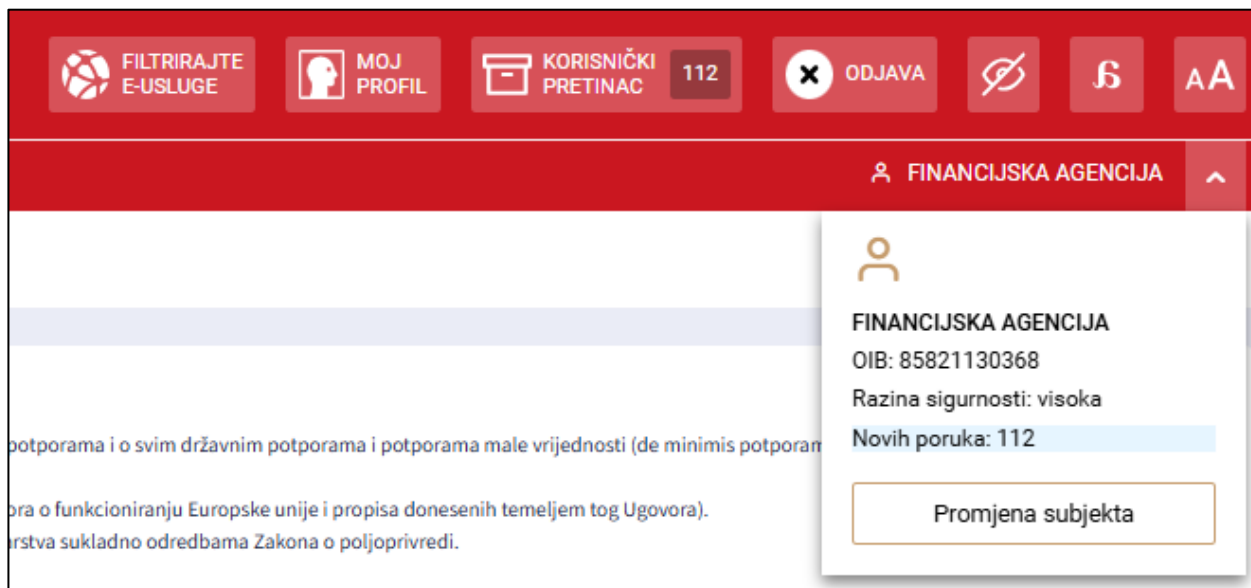 FILTRIRAJTE
E-USLUGE
MOJ
PROFIL
KORISNIČKI
PRETINAC
112
ODJAVA
AA
FINANCIJSKA AGENCIJA
FINANCIJSKA AGENCIJA
OIB: 85821130368
Razina sigurnosti: visoka
Novih poruka: 112
Promjena subjekta
potporama i o svim državnim potporama i potporama male vrijednosti (de minimis potporam
ora o funkcioniranju Europske unije i propisa donesenih temeljem tog Ugovora).
arstva sukladno odredbama Zakona o poljoprivredi.